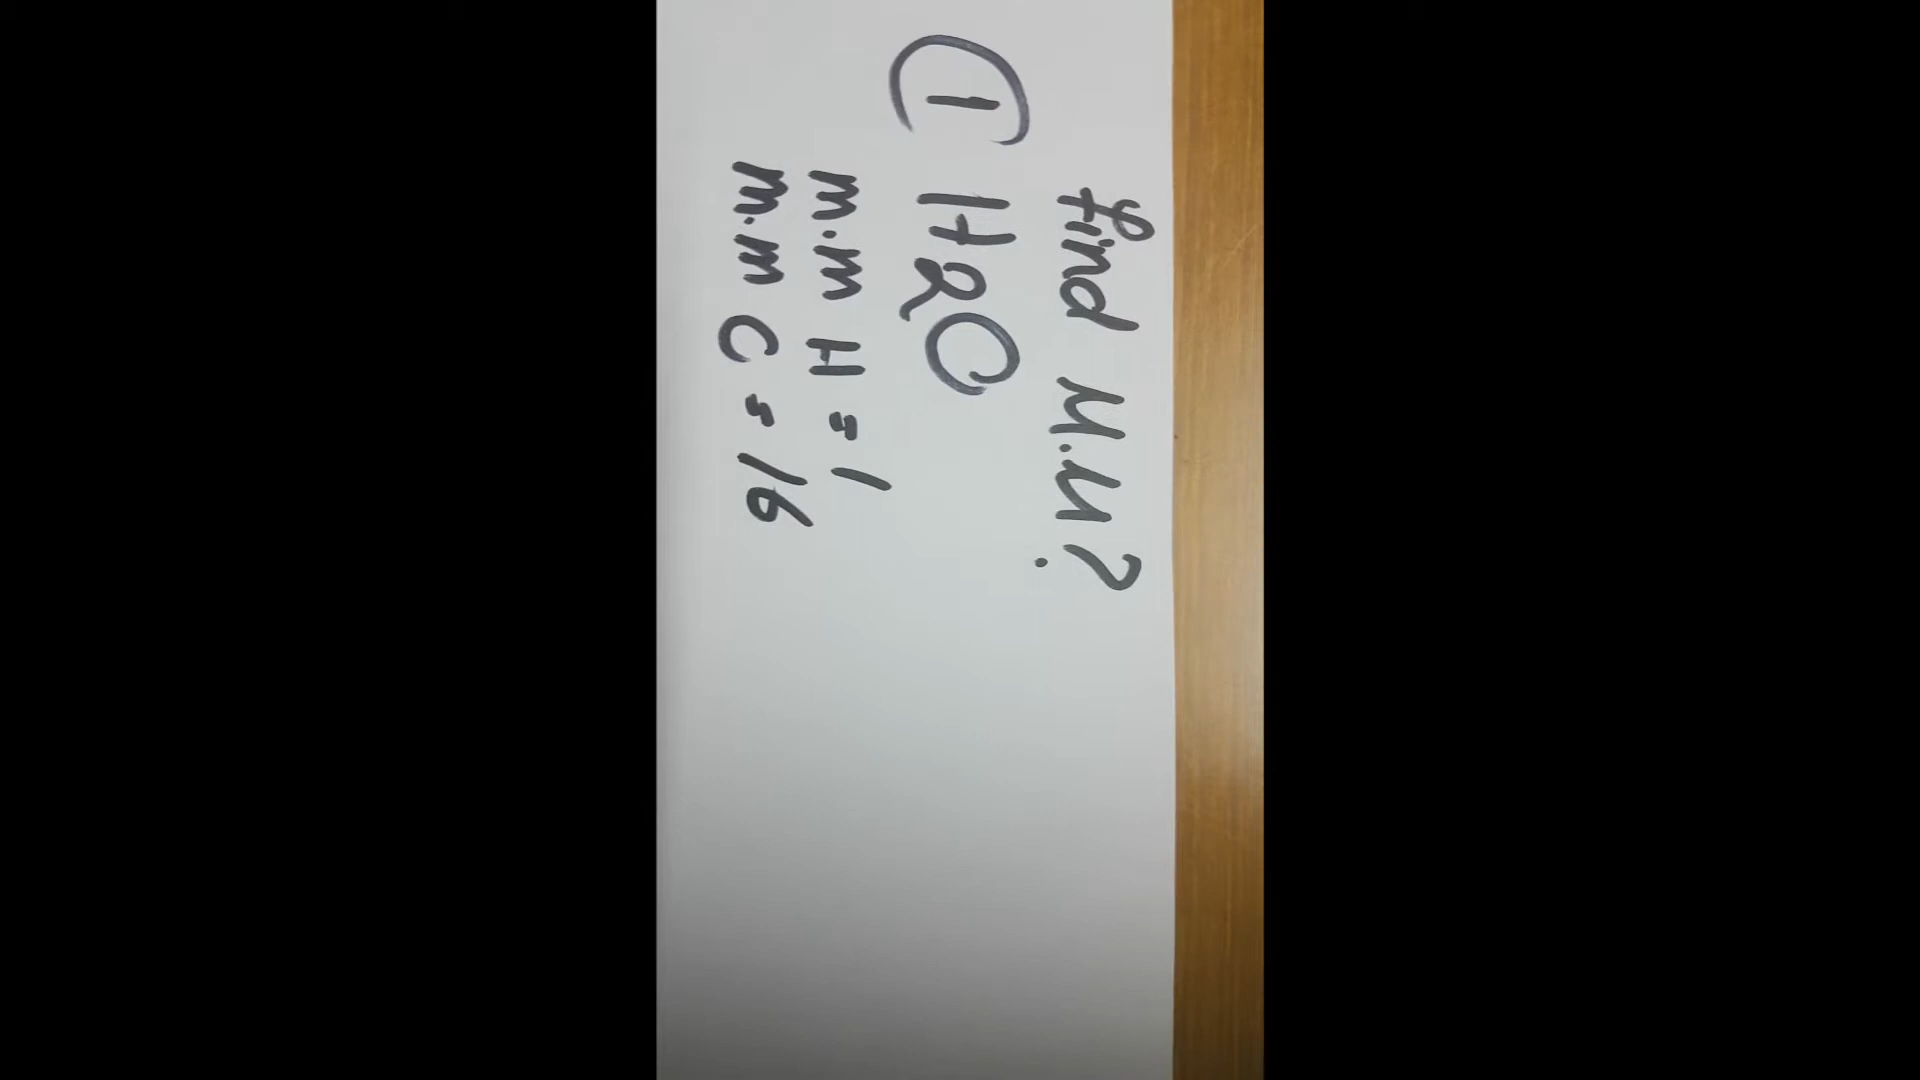 find M.M?
① H2O
m.m H = 1
m.m C = 16